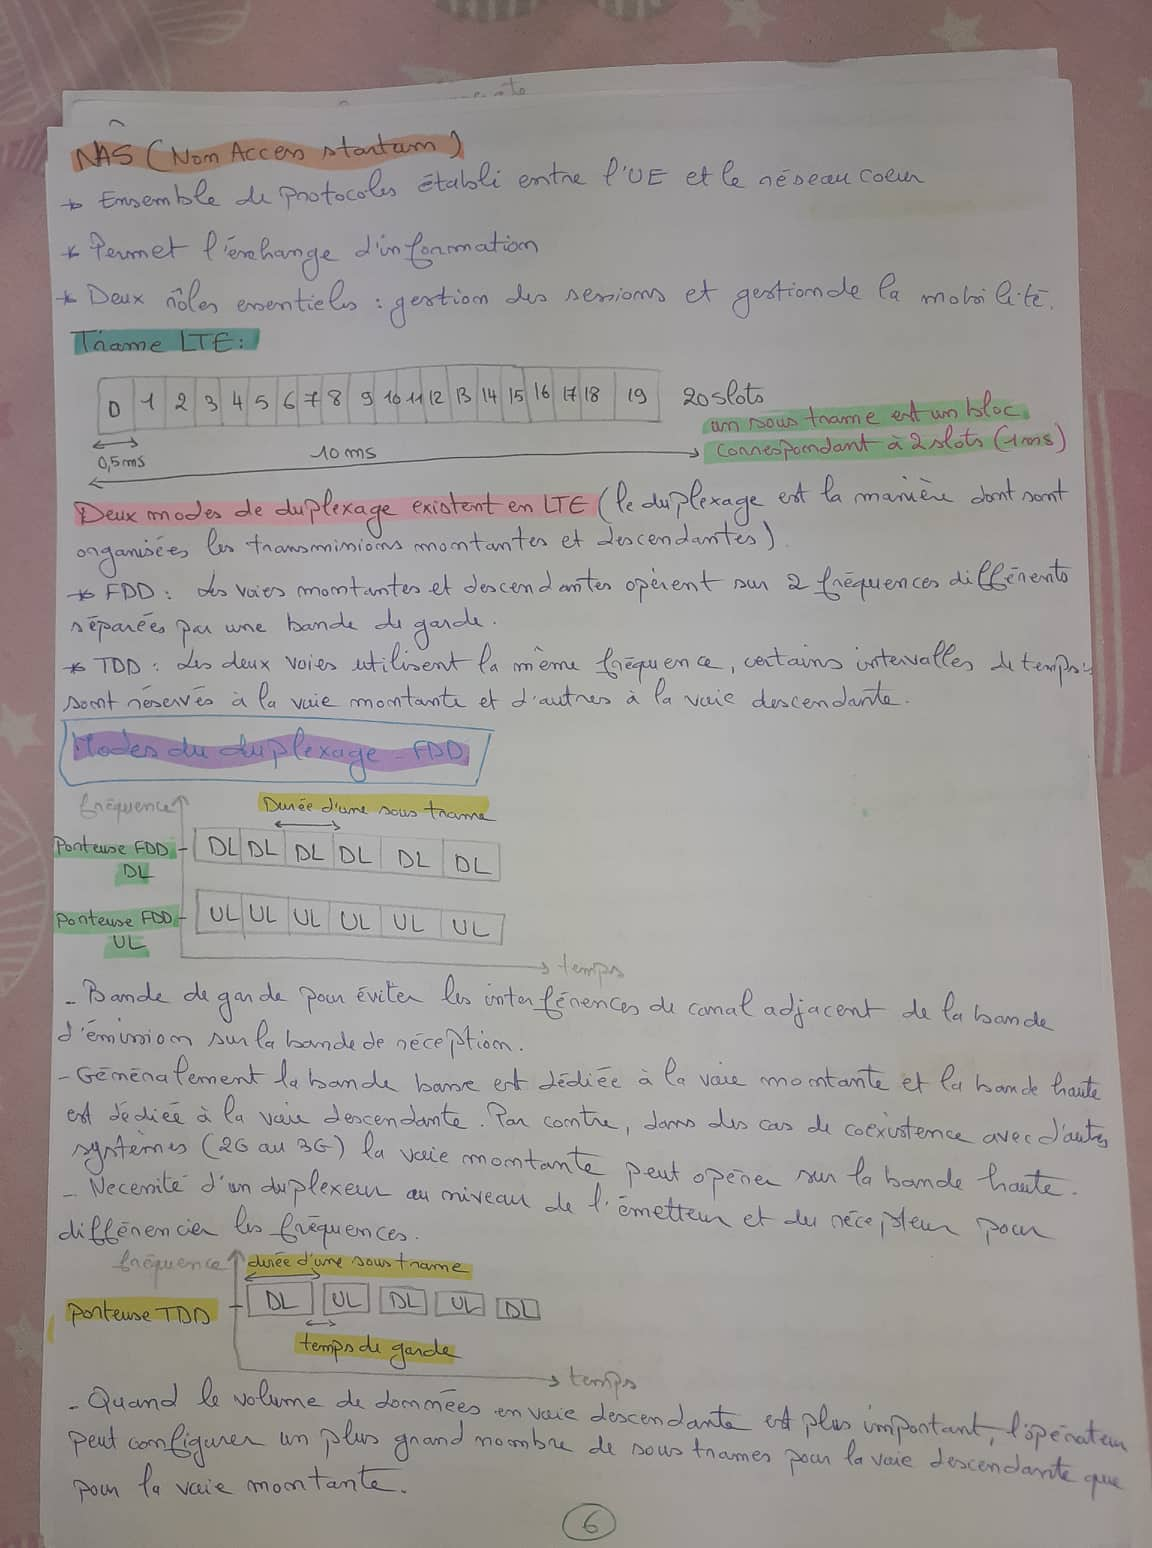 NAS (Nom Access startum)
* Ensemble de protocoles établi entre l'UE et le réseau coeur
* Permet l'échange d'information
* Deux rôles essentiels : gestion des sessions et gestion de la mobilité.
Trame LTE :
0 1 2 3 4 5 6 7 8 9 10 11 12 13 14 15 16 17 18 19 20 slots
un sous trame est un bloc
correspondant à 2 slots (1ms)
0,5ms 10 ms
Deux modes de duplexage existent en LTE (le duplexage est la manière dont sont
organisées les transmissions montantes et descendantes)
* FDD : les voies montantes et descendantes opèrent sur 2 fréquences différents
séparées par une bande de garde.
* TDD : les deux voies utilisent la même fréquence, certains intervalles de temps
sont réservés à la voie montante et d'autres à la voie descendante.
Modes du duplexage - FDD
fréquence Durée d'une sous trame
Porteuse FDD DL DL DL DL DL DL
DL
Porteuse FDD UL UL UL UL UL UL
UL
temps
- Bande de garde pour éviter les interférences de canal adjacent de la bande
d'émission sur la bande de réception.
- Généralement la bande basse est dédiée à la voie montante et la bande haute
est dédiée à la voie descendante. Par contre, dans des cas de coexistence avec d'autres
systèmes (2G au 3G) la voie montante peut opérer sur la bande haute.
- Necessité d'un duplexeur au niveau de l'émetteur et du récepteur pour
différencier les fréquences.
fréquence durée d'une sous trame
Porteuse TDD DL UL DL UL DL
temps de garde
temps
- Quand le volume de données en voie descendante est plus important, l'opérateur
peut configurer un plus grand nombre de sous trames pour la voie descendante que
pour la voie montante.
6